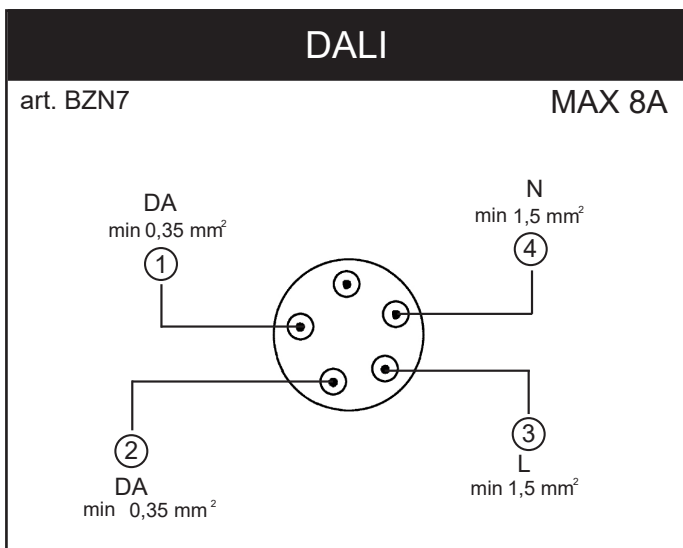 DALI
art. BZN7
MAX 8A
DA
min 0,35 mm²
1
N
min 1,5 mm²
4
2
DA
min 0,35 mm²
3
L
min 1,5 mm²